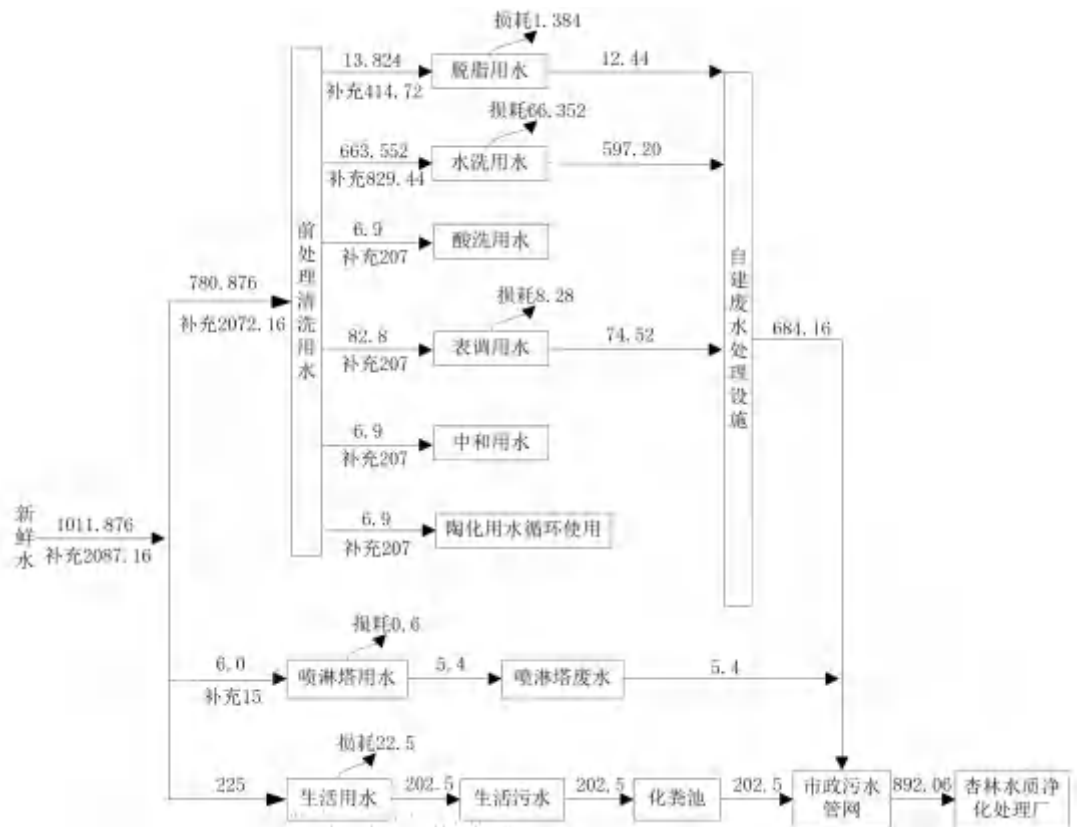 损耗1.384
13.824
脱脂用水
12.44
补充414.72
损耗66.352
663.552
水洗用水
597.20
补充829.44
6.9
酸洗用水
补充207
前处理清洗用水
780.876
补充2072.16
损耗8.28
82.8
表调用水
74.52
补充207
自建废水处理设施
684.16
6.9
中和用水
补充207
新鲜水
1011.876
补充2087.16
6.9
陶化用水循环使用
补充207
损耗0.6
6.0
喷淋塔用水
5.4
喷淋塔废水
5.4
补充15
损耗22.5
225
生活用水
202.5
生活污水
202.5
化粪池
202.5
市政污水
管网
892.06
杏林水质净
化处理厂